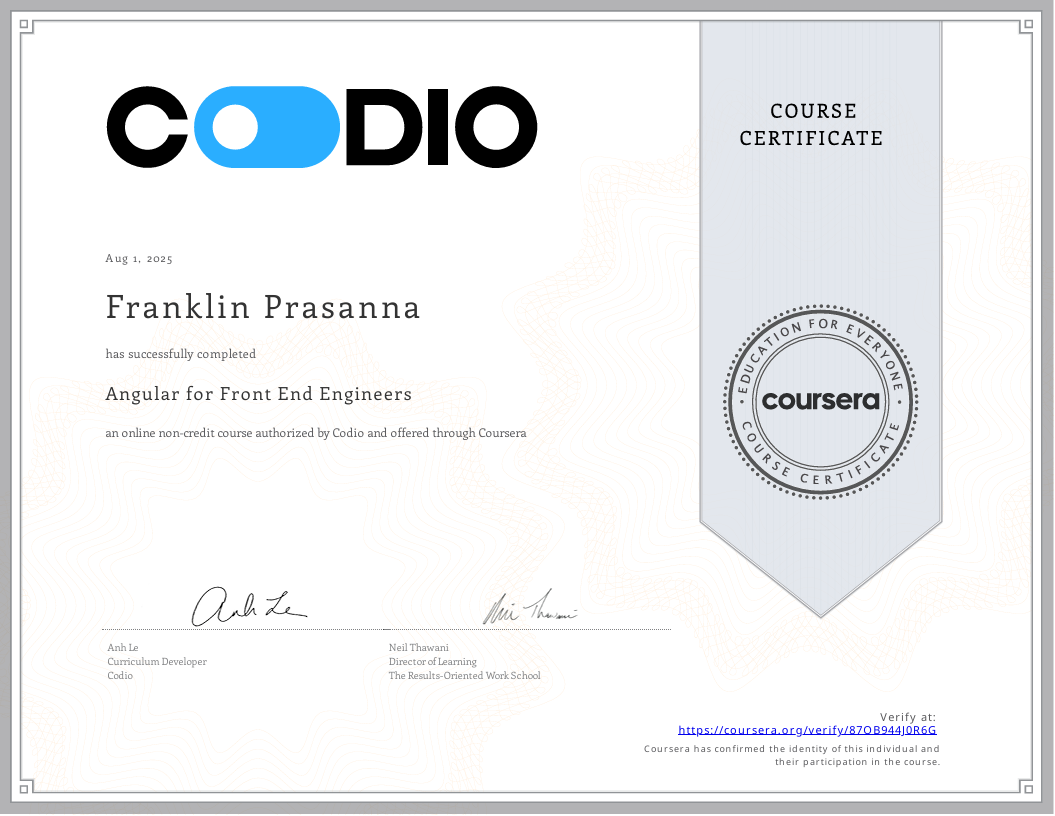 CODIO
COURSE
CERTIFICATE
Aug 1, 2025
Franklin Prasanna
has successfully completed
Angular for Front End Engineers
an online non-credit course authorized by Codio and offered through Coursera
EDUCATION FOR EVERYONE
coursera
COURSE CERTIFICATE
Anh Le
Neil Thawani
Anh Le
Curriculum Developer
Codio
Neil Thawani
Director of Learning
The Results-Oriented Work School
Verify at:
https://coursera.org/verify/87OB944J0R6G
Coursera has confirmed the identity of this individual and
their participation in the course.